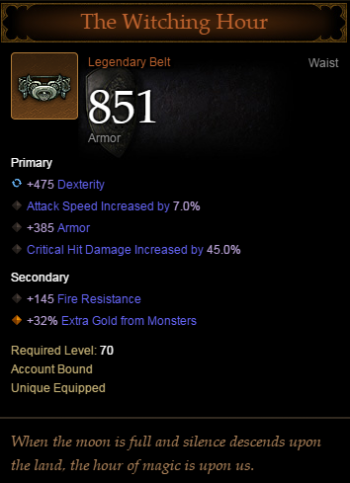 The Witching Hour
Legendary Belt
Waist
851
Armor
Primary
+475 Dexterity
Attack Speed Increased by 7.0%
+385 Armor
Critical Hit Damage Increased by 45.0%
Secondary
+145 Fire Resistance
+32% Extra Gold from Monsters
Required Level: 70
Account Bound
Unique Equipped
When the moon is full and silence descends upon
the land, the hour of magic is upon us.